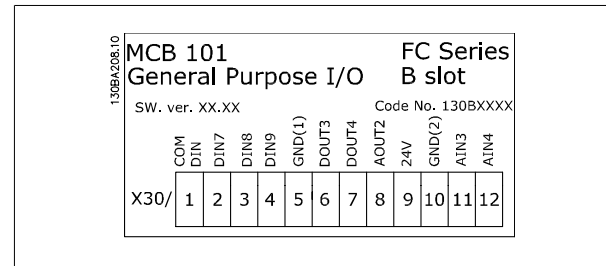 130BA208.10
MCB 101 FC Series
General Purpose I/O B slot
SW. ver. XX.XX Code No. 130BXXXX
COM DIN DIN7 DIN8 DIN9 GND(1) DOUT3 DOUT4 AOUT2 24V GND(2) AIN3 AIN4
X30/ 1 2 3 4 5 6 7 8 9 10 11 12